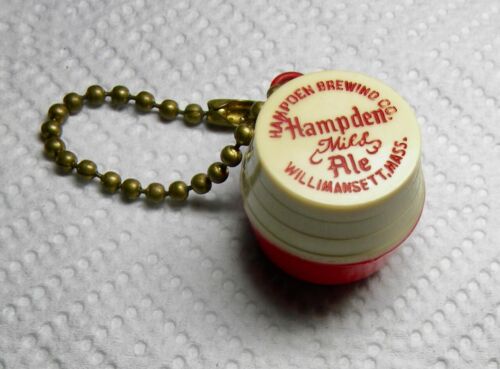 HAMPDEN BREWING CO.
Hampden
Mild
Ale
WILLIMANSETT, MASS.